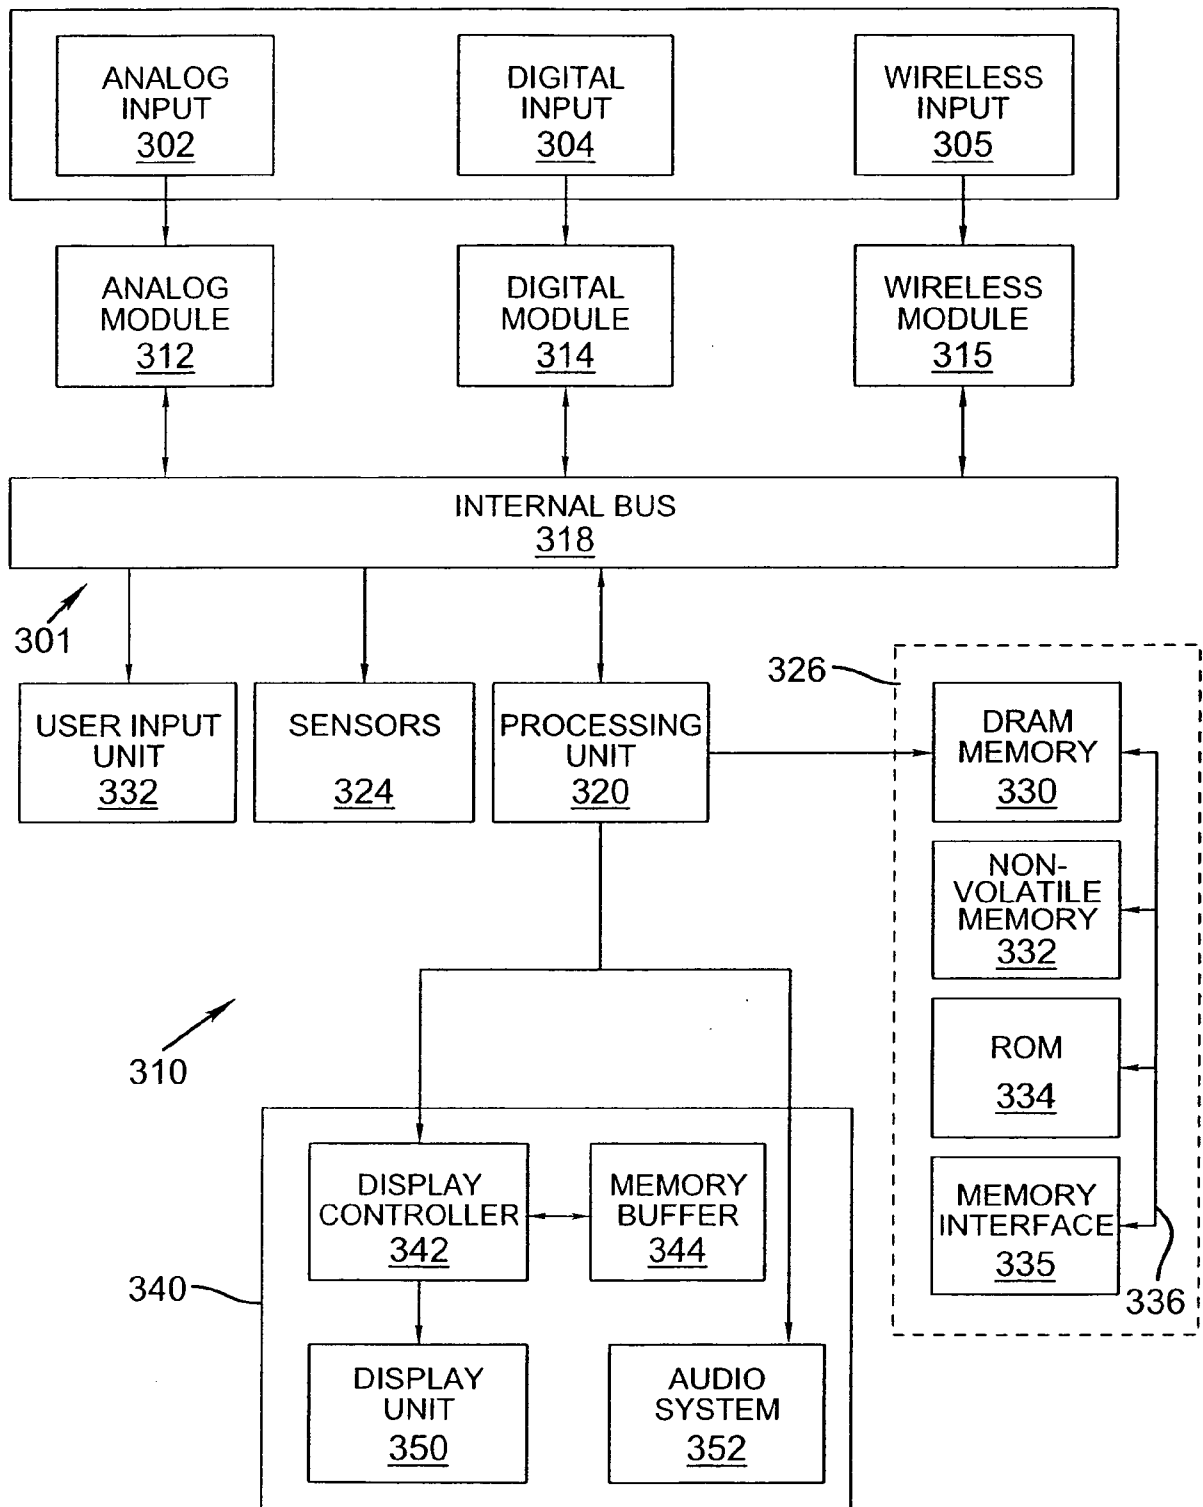 ANALOG
INPUT
302
DIGITAL
INPUT
304
WIRELESS
INPUT
305
ANALOG
MODULE
312
DIGITAL
MODULE
314
WIRELESS
MODULE
315
INTERNAL BUS
318
301
USER INPUT
UNIT
332
SENSORS
324
PROCESSING
UNIT
320
326
DRAM
MEMORY
330
NON-
VOLATILE
MEMORY
332
ROM
334
MEMORY
INTERFACE
335
336
310
340
DISPLAY
CONTROLLER
342
MEMORY
BUFFER
344
DISPLAY
UNIT
350
AUDIO
SYSTEM
352